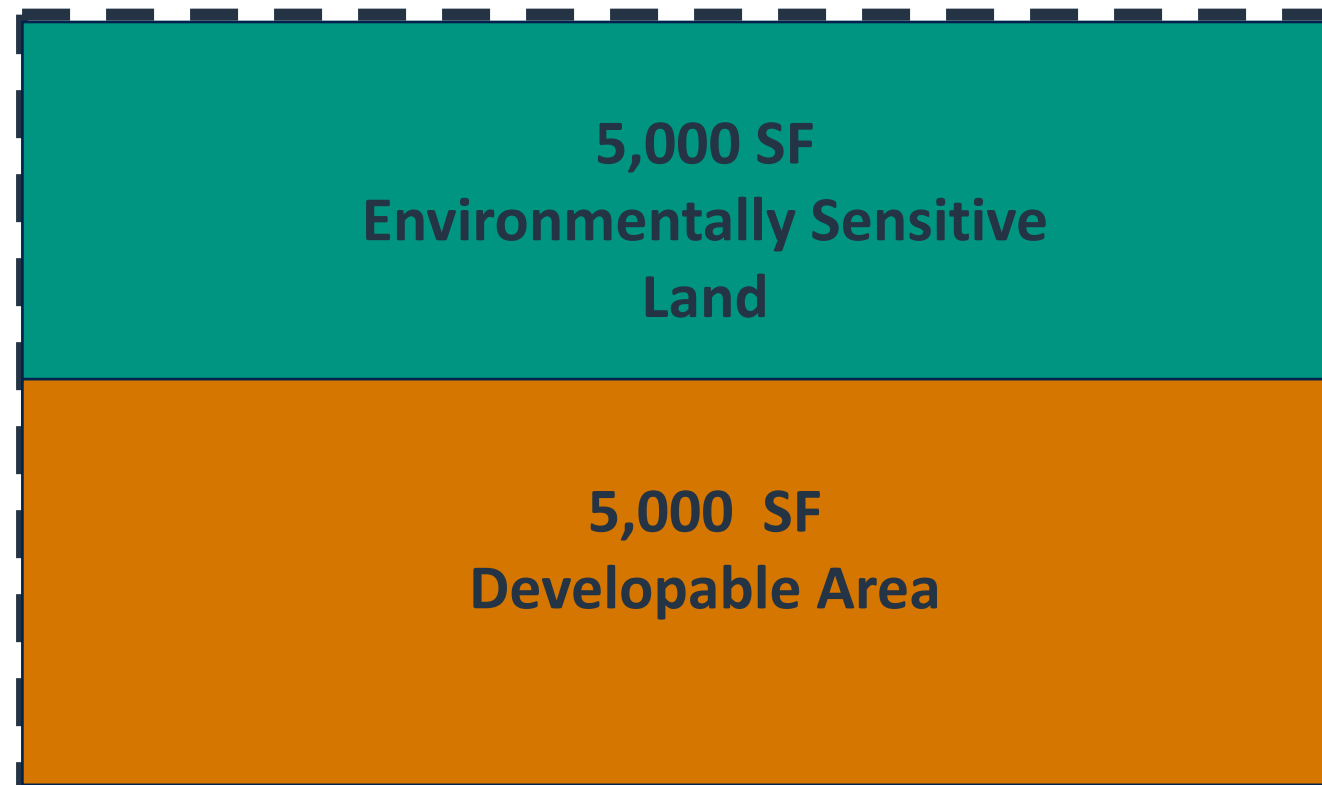 5,000 SF
Environmentally Sensitive
Land
5,000  SF
Developable Area